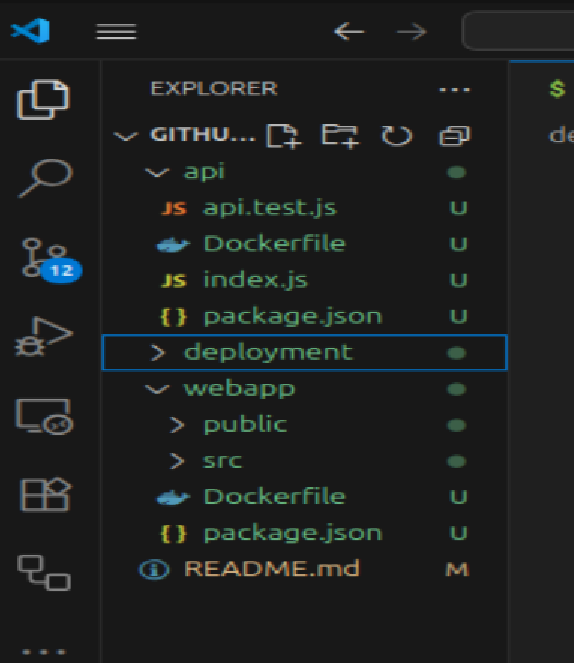 EXPLORER ...
$
GITHU...
de
api
JS api.test.js U
Dockerfile U
JS index.js U
{} package.json U
deployment
webapp
public
src
Dockerfile U
{} package.json U
README.md M
12